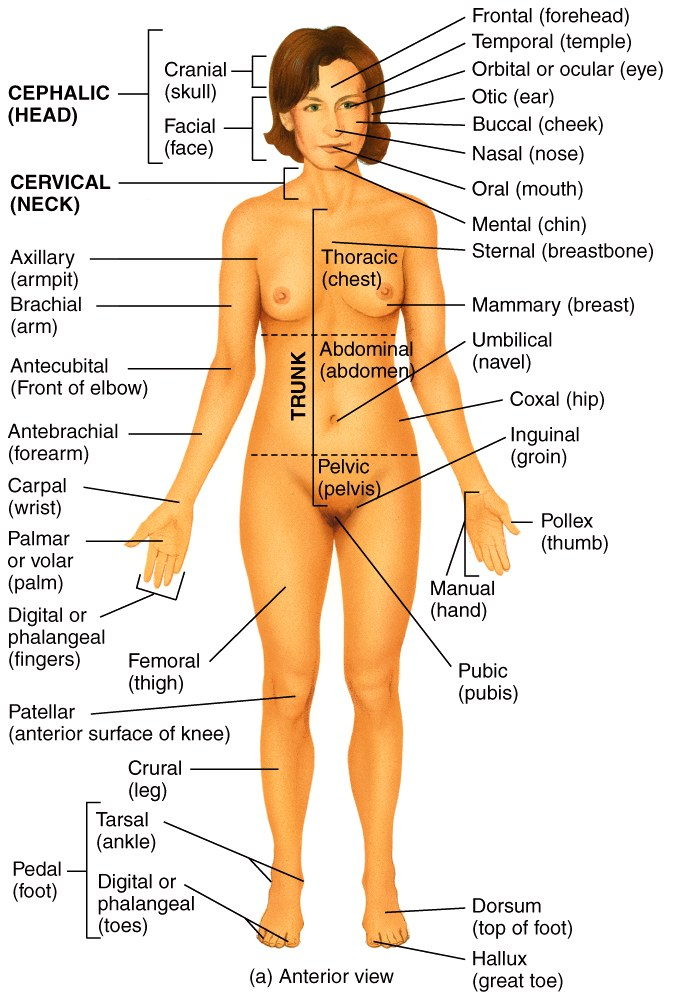 Frontal (forehead)
Temporal (temple)
Orbital or ocular (eye)
Otic (ear)
Buccal (cheek)
Nasal (nose)
Oral (mouth)
Mental (chin)
Sternal (breastbone)
Mammary (breast)
Umbilical
(navel)
Coxal (hip)
Inguinal
(groin)
Pollex
(thumb)
Manual
(hand)
Pubic
(pubis)
Dorsum
(top of foot)
Hallux
(great toe)
CEPHALIC
(HEAD)
Cranial
(skull)
Facial
(face)
CERVICAL
(NECK)
Axillary
(armpit)
Brachial
(arm)
Antecubital
(Front of elbow)
Antebrachial
(forearm)
Carpal
(wrist)
Palmar
or volar
(palm)
Digital or
phalangeal
(fingers)
Femoral
(thigh)
Patellar
(anterior surface of knee)
Crural
(leg)
Pedal
(foot)
Tarsal
(ankle)
Digital or
phalangeal
(toes)
TRUNK
Thoracic
(chest)
Abdominal
(abdomen)
Pelvic
(pelvis)
(a) Anterior view